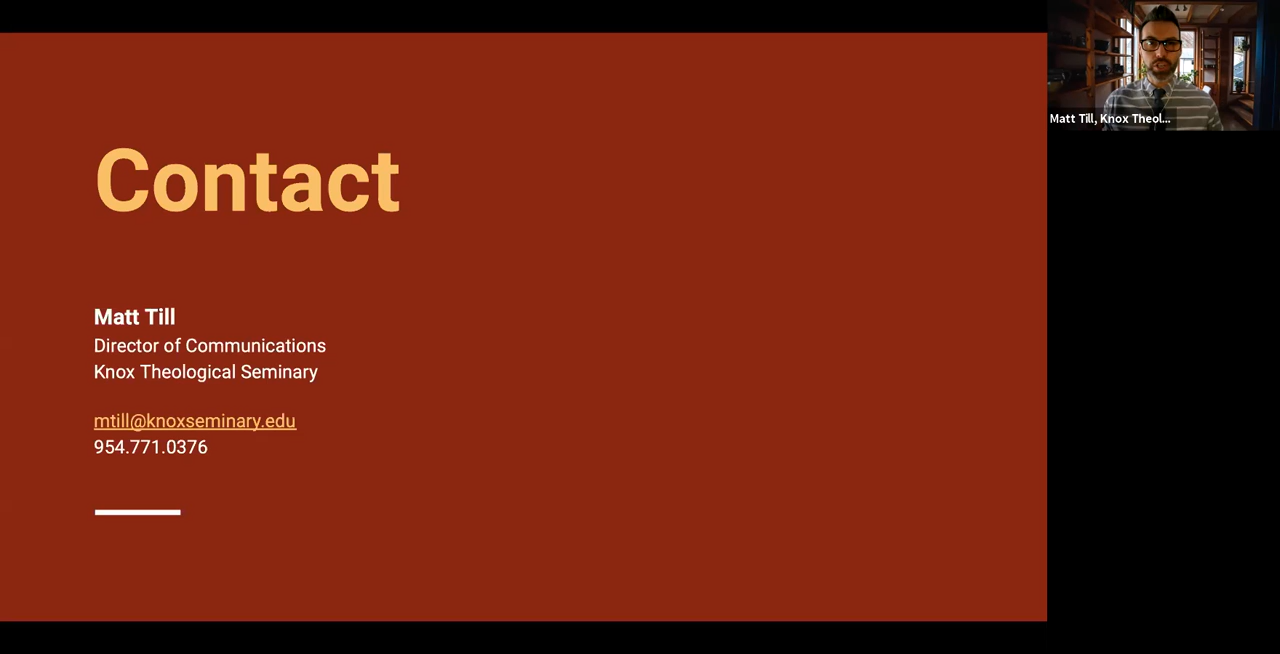 Contact
Matt Till
Director of Communications
Knox Theological Seminary
mtill@knoxseminary.edu
954.771.0376
Matt Till, Knox Theol...